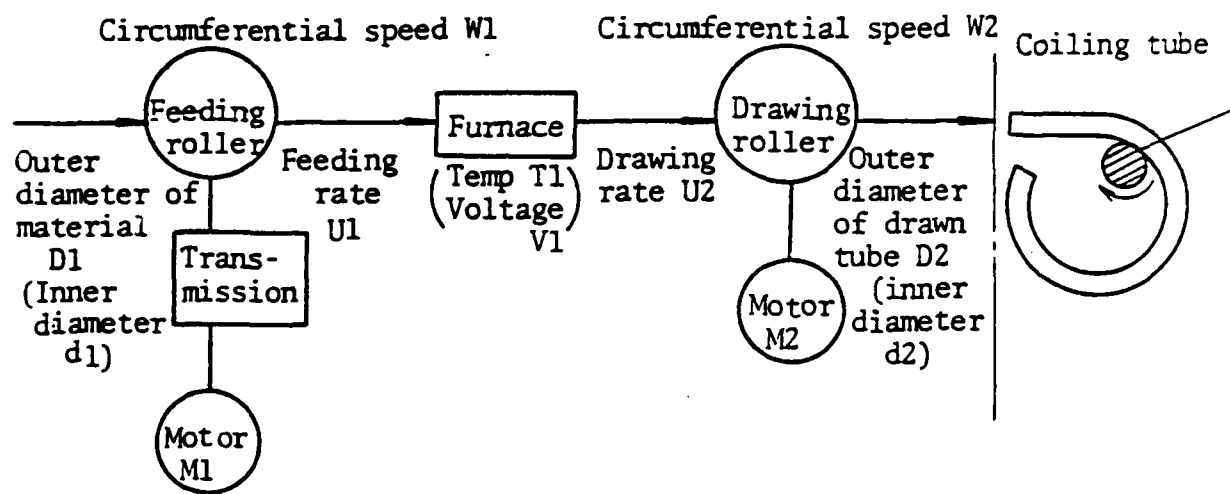 Circumferential speed W1
Circumferential speed W2
Coiling tube
Feeding
roller
Furnace
Drawing
roller
Outer
diameter of
material
D1
(Inner
diameter
d1)
Feeding
rate
U1
(Temp T1
Voltage)
V1
Drawing
rate U2
Outer
diameter
of drawn
tube D2
(inner
diameter
d2)
Trans-
mission
Motor
M2
Motor
M1